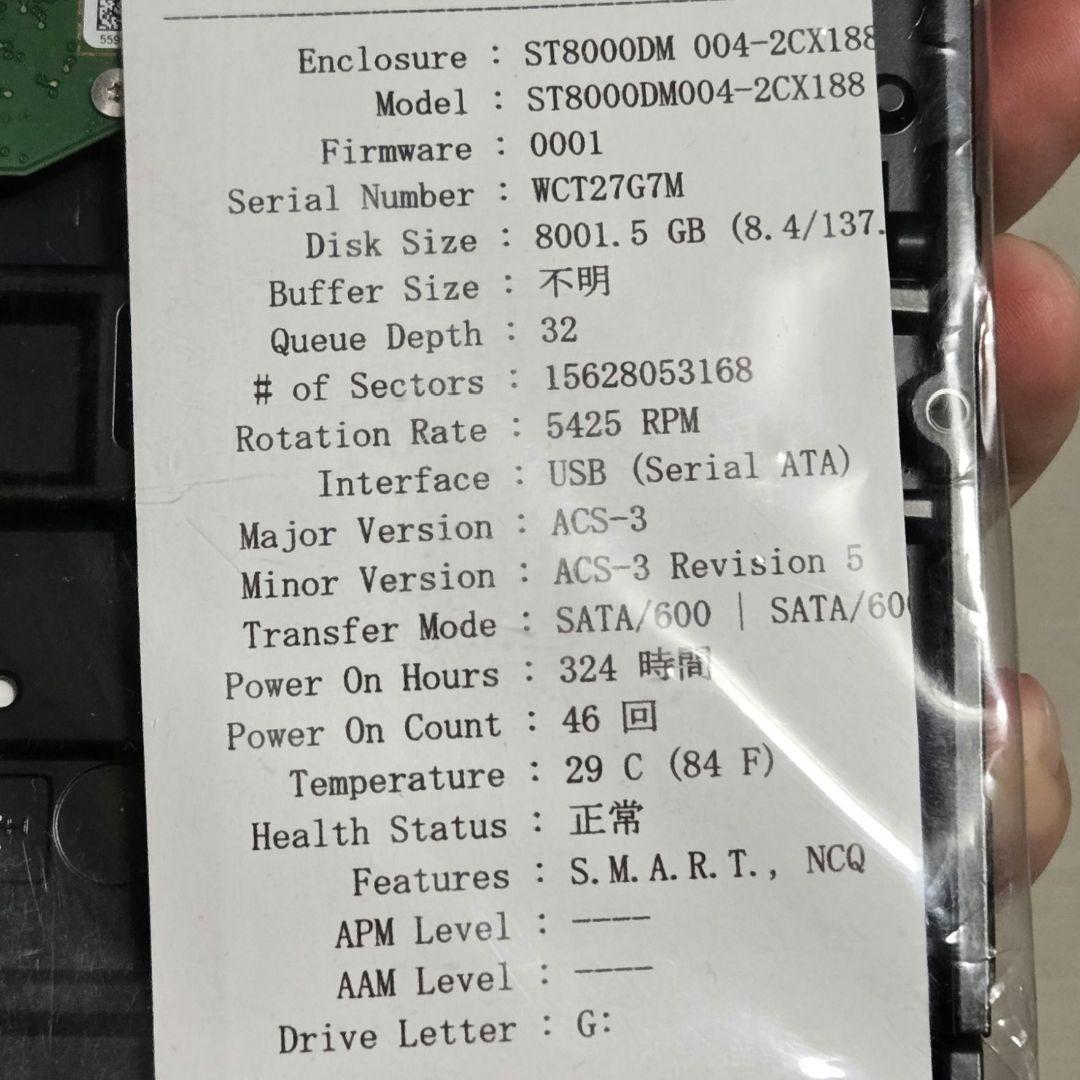 Enclosure : ST8000DM 004-2CX188
Model : ST8000DM004-2CX188
Firmware : 0001
Serial Number : WCT27G7M
Disk Size : 8001.5 GB (8.4/137.
Buffer Size : 不明
Queue Depth : 32
# of Sectors : 15628053168
Rotation Rate : 5425 RPM
Interface : USB (Serial ATA)
Major Version : ACS-3
Minor Version : ACS-3 Revision 5
Transfer Mode : SATA/600 | SATA/60
Power On Hours : 324 時間
Power On Count : 46 回
Temperature : 29 C (84 F)
Health Status : 正常
Features : S.M.A.R.T., NCQ
APM Level : ----
AAM Level : ----
Drive Letter : G: